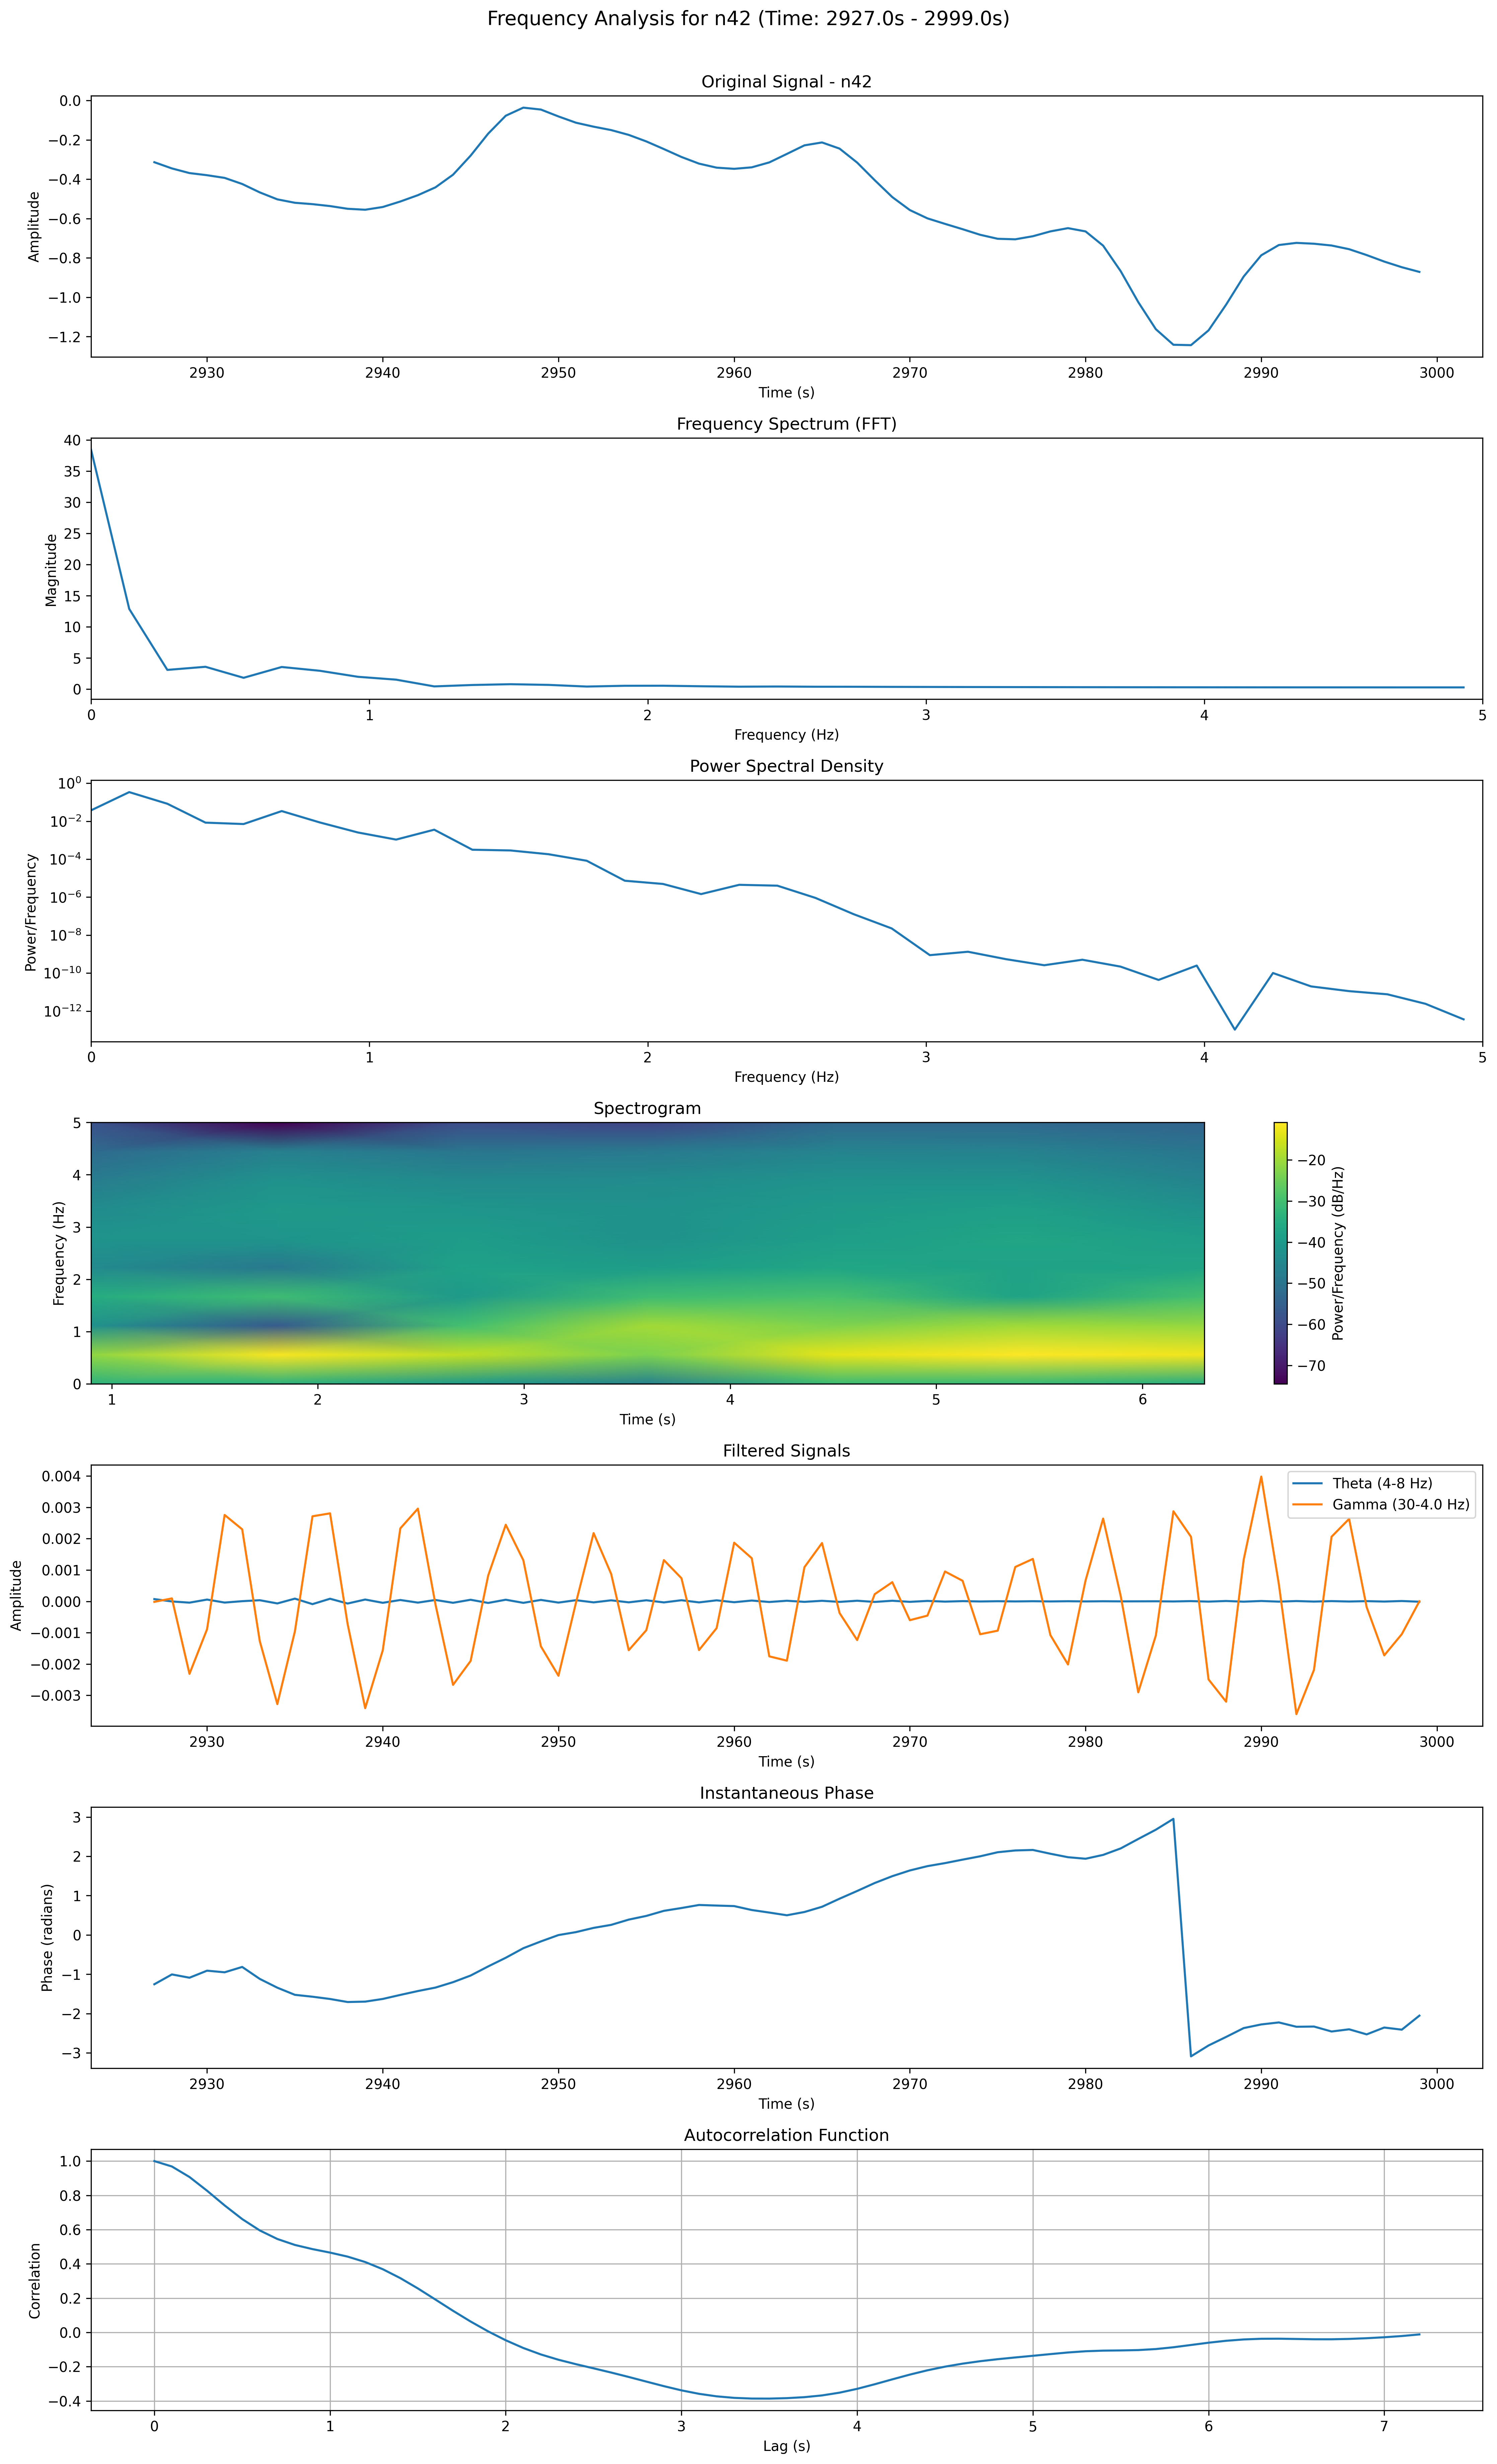 Frequency Analysis for n42 (Time: 2927.0s - 2999.0s)
Original Signal - n42
Amplitude
0.0
−0.2
−0.4
−0.6
−0.8
−1.0
−1.2
2930 2940 2950 2960 2970 2980 2990 3000
Time (s)
Frequency Spectrum (FFT)
Magnitude
40
35
30
25
20
15
10
5
0
0 1 2 3 4 5
Frequency (Hz)
Power Spectral Density
Power/Frequency
10⁰
10⁻²
10⁻⁴
10⁻⁶
10⁻⁸
10⁻¹⁰
10⁻¹²
0 1 2 3 4 5
Frequency (Hz)
Spectrogram
Frequency (Hz)
5
4
3
2
1
0
1 2 3 4 5 6
Time (s)
−20
−30
−40
−50
−60
−70
Power/Frequency (dB/Hz)
Filtered Signals
Amplitude
0.004
0.003
0.002
0.001
0.000
−0.001
−0.002
−0.003
Theta (4-8 Hz)
Gamma (30-4.0 Hz)
2930 2940 2950 2960 2970 2980 2990 3000
Time (s)
Instantaneous Phase
Phase (radians)
3
2
1
0
−1
−2
−3
2930 2940 2950 2960 2970 2980 2990 3000
Time (s)
Autocorrelation Function
Correlation
1.0
0.8
0.6
0.4
0.2
0.0
−0.2
−0.4
0 1 2 3 4 5 6 7
Lag (s)